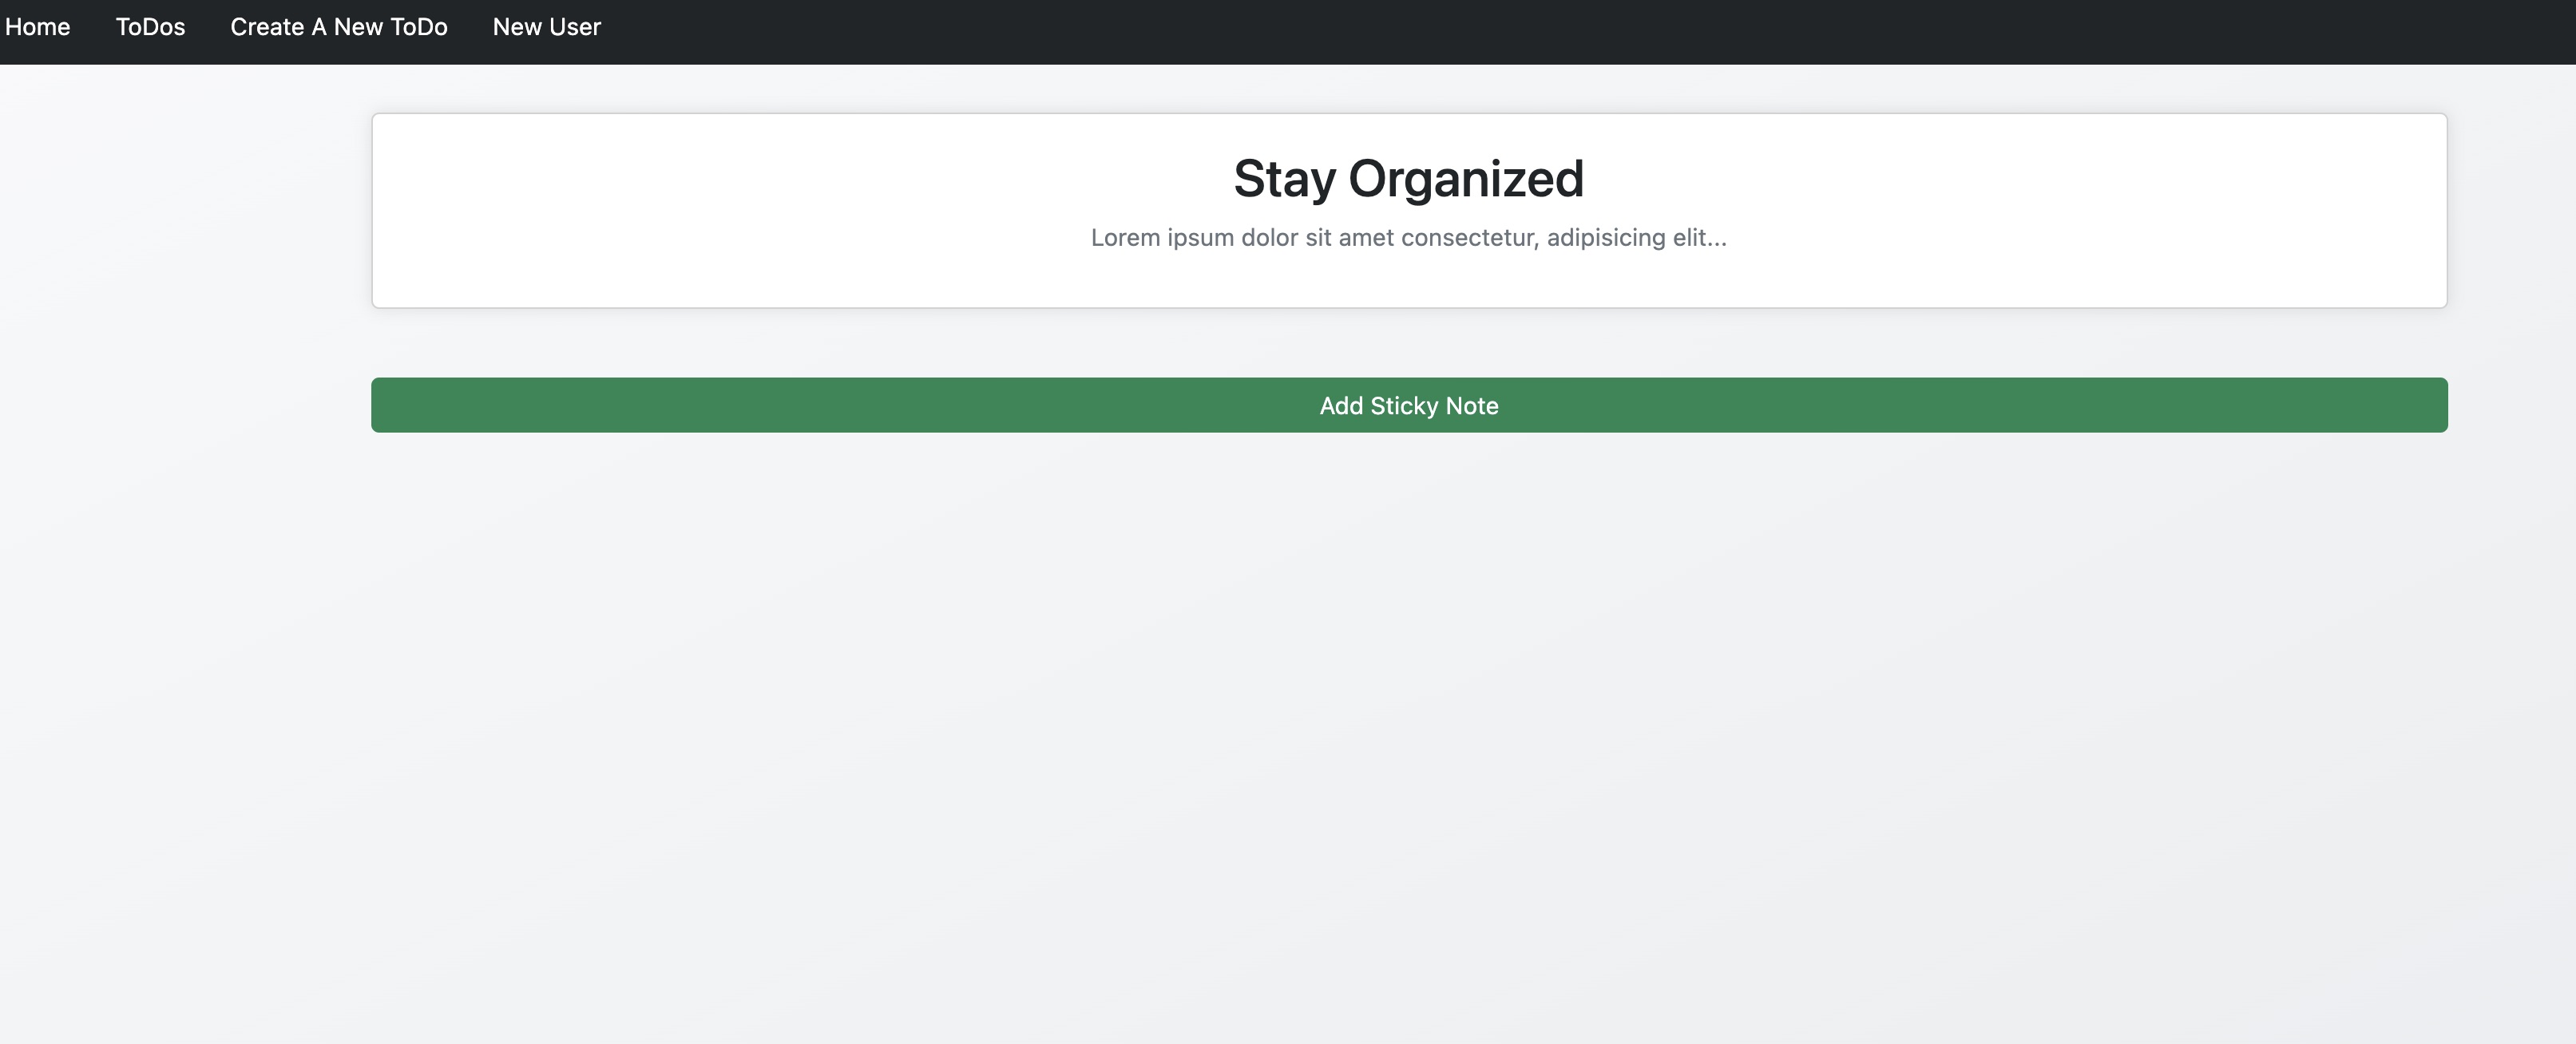 Home ToDos Create A New ToDo New User
Stay Organized
Lorem ipsum dolor sit amet consectetur, adipisicing elit...
Add Sticky Note